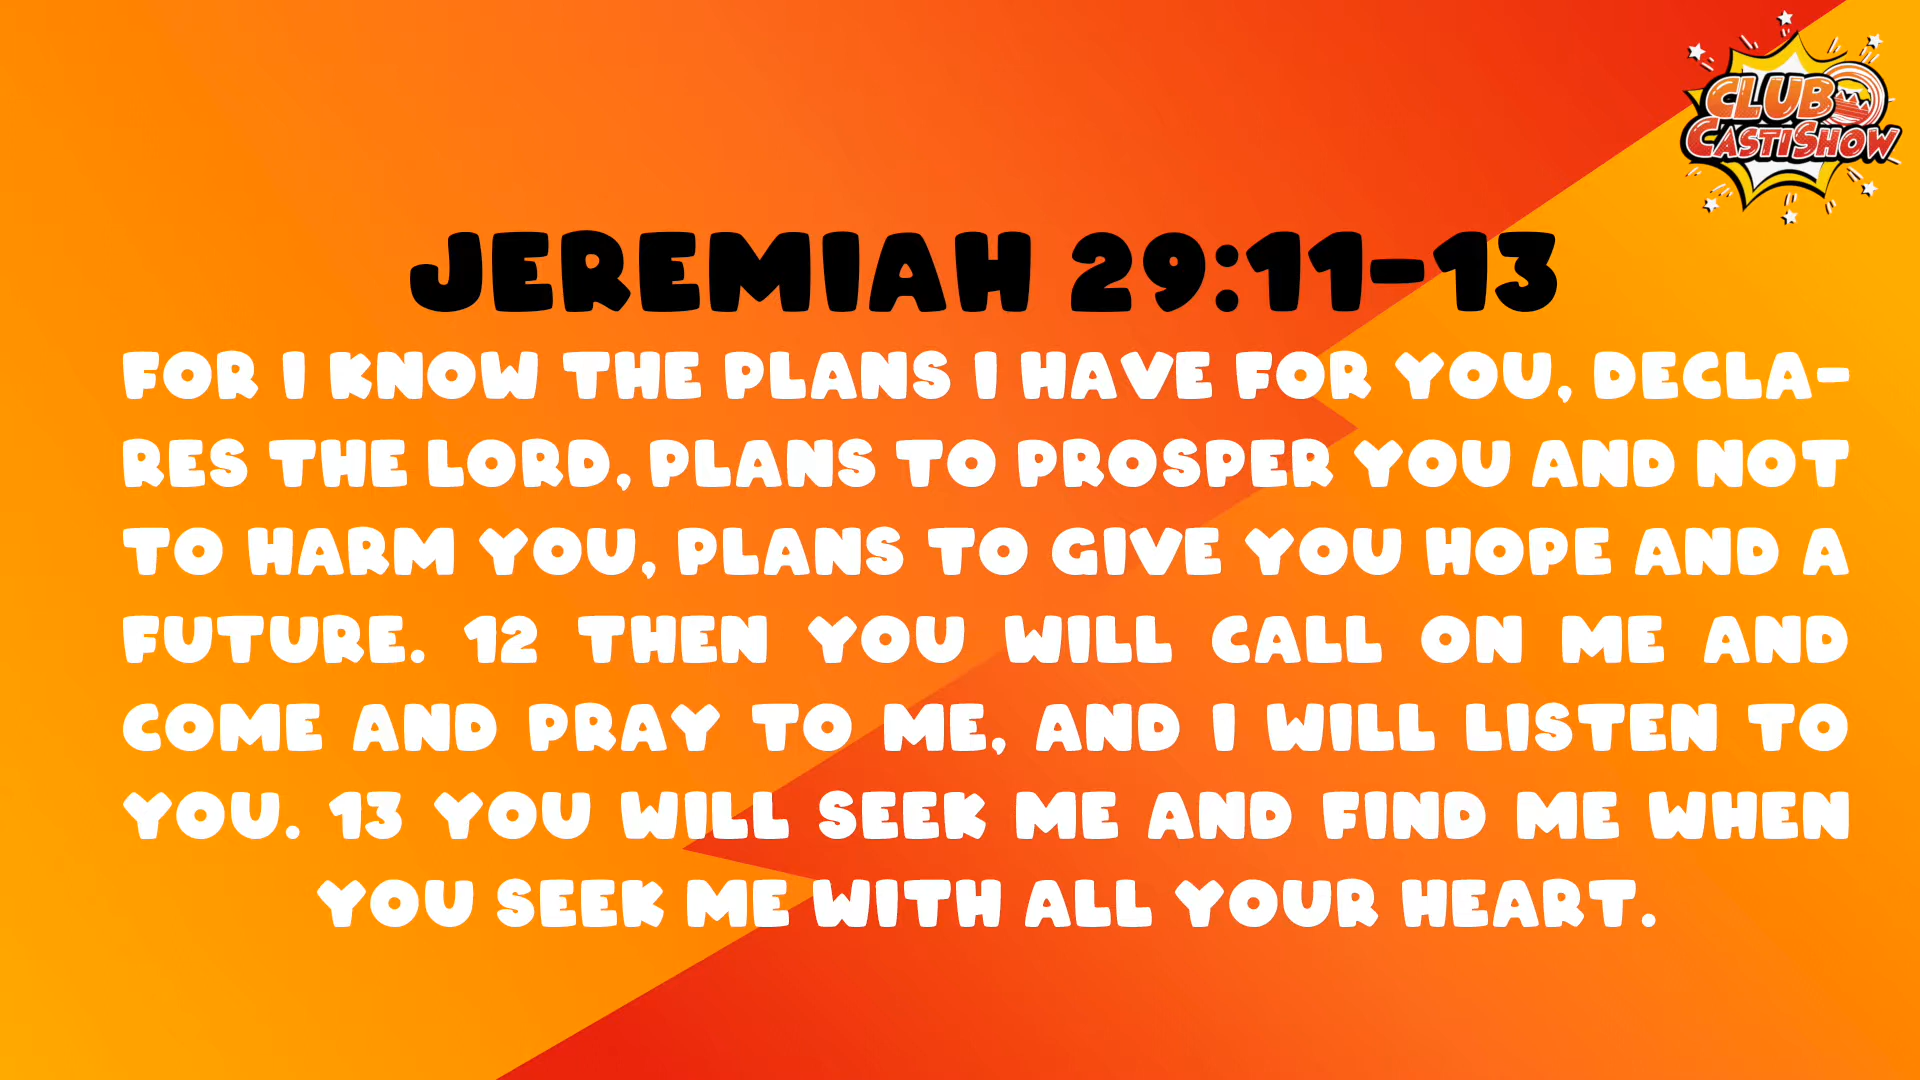 CLUB
CASTISHOW
JEREMIAH 29:11-13
FOR I KNOW THE PLANS I HAVE FOR YOU, DECLA-
RES THE LORD, PLANS TO PROSPER YOU AND NOT
TO HARM YOU, PLANS TO GIVE YOU HOPE AND A
FUTURE. 12 THEN YOU WILL CALL ON ME AND
COME AND PRAY TO ME, AND I WILL LISTEN TO
YOU. 13 YOU WILL SEEK ME AND FIND ME WHEN
YOU SEEK ME WITH ALL YOUR HEART.